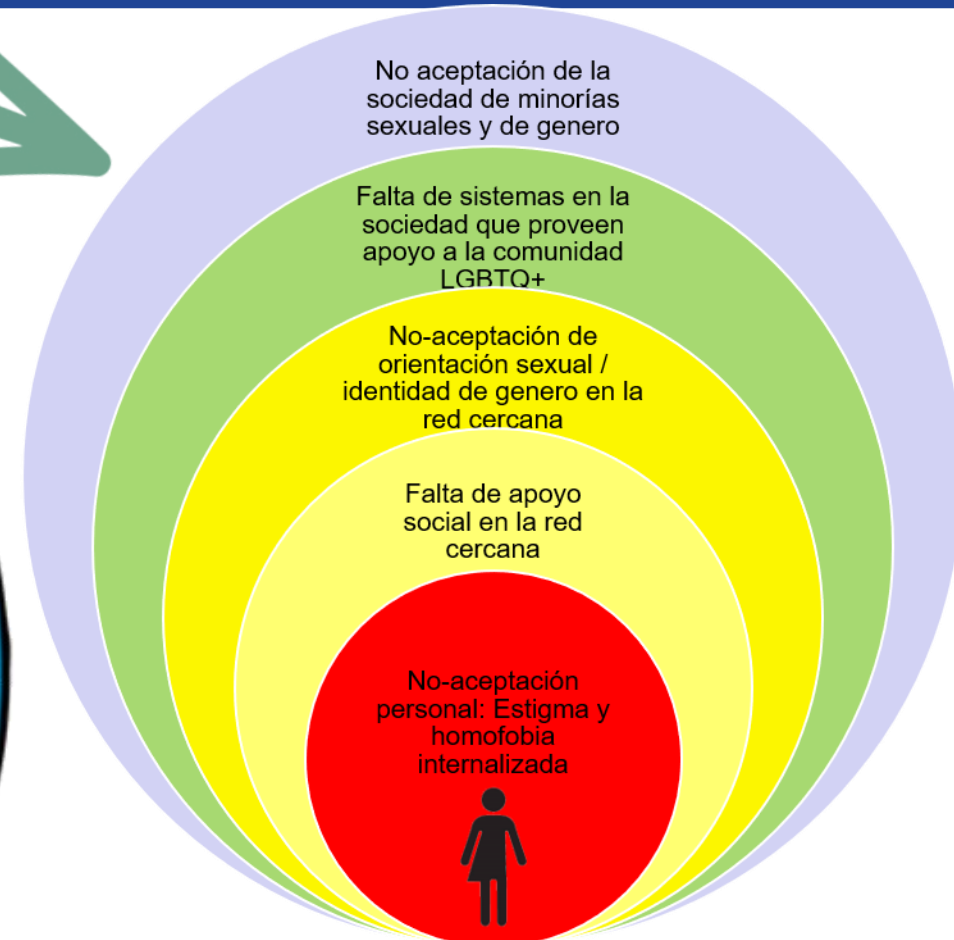 No aceptación de la
sociedad de minorías
sexuales y de genero
Falta de sistemas en la
sociedad que proveen
apoyo a la comunidad
LGBTQ+
No-aceptación de
orientación sexual /
identidad de genero en la
red cercana
Falta de apoyo
social en la red
cercana
No-aceptación
personal: Estigma y
homofobia
internalizada